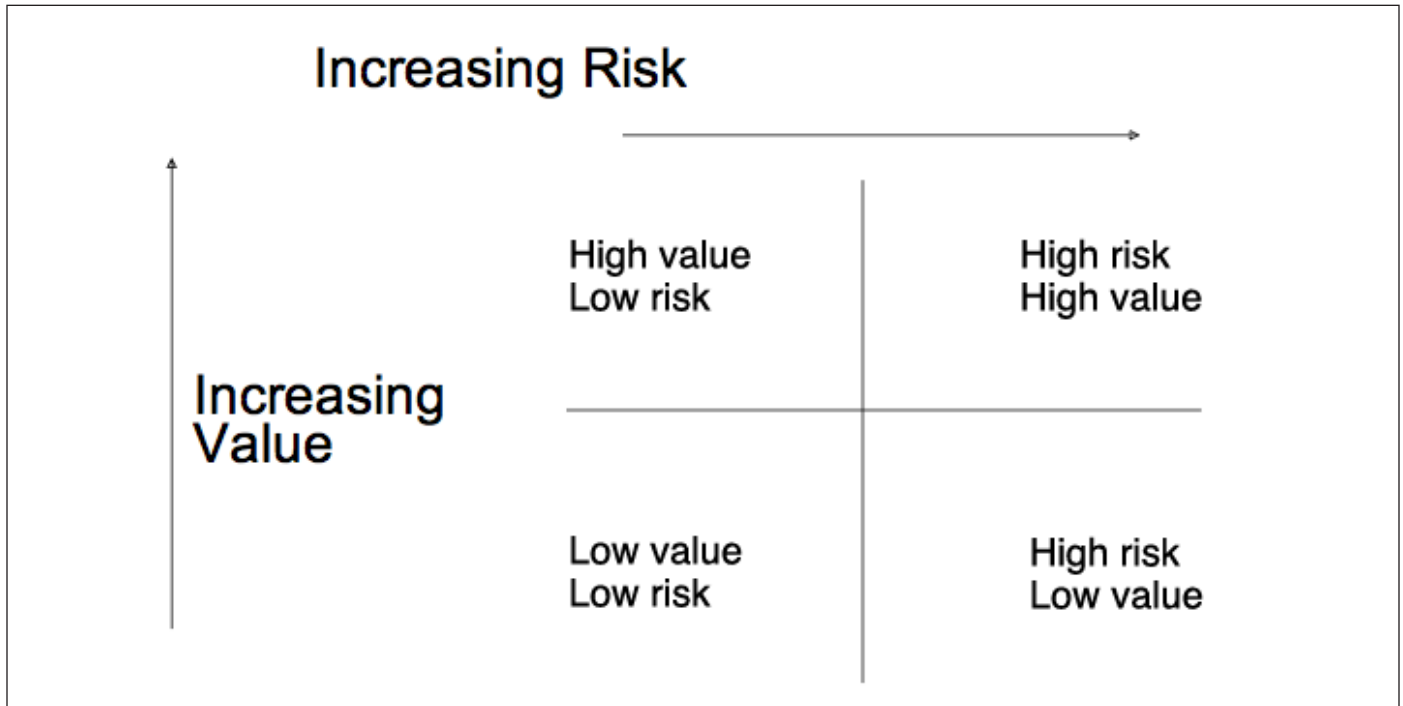 Increasing Risk
High value
Low risk
High risk
High value
Increasing
Value
Low value
Low risk
High risk
Low value